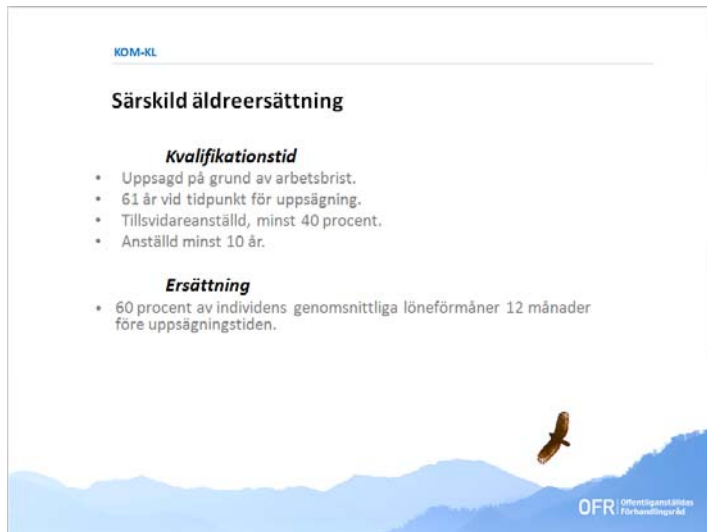 KOM-KL
Särskild äldreersättning
Kvalifikationstid
• Uppsagd på grund av arbetsbrist.
• 61 år vid tidpunkt för uppsägning.
• Tillsvidareanställd, minst 40 procent.
• Anställd minst 10 år.
Ersättning
• 60 procent av individens genomsnittliga löneförmåner 12 månader
före uppsägningstiden.
OFR Offentliganställdas
Förhandlingsråd